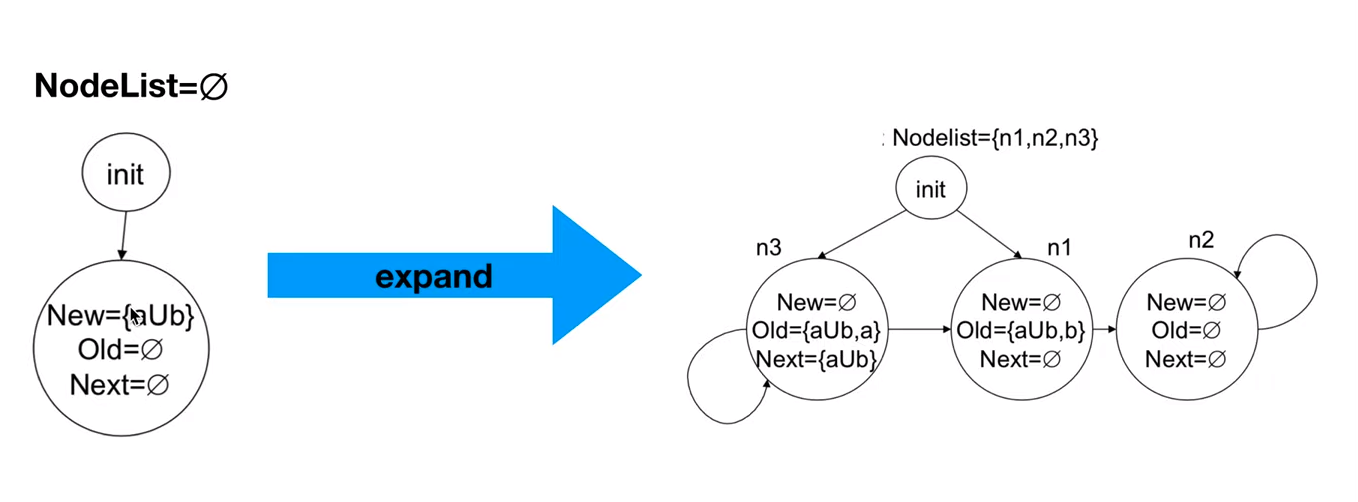 NodeList=∅
init
New={aUb}
Old=∅
Next=∅
expand
: Nodelist={n1,n2,n3}
init
n3
n1
n2
New=∅
Old={aUb,a}
Next={aUb}
New=∅
Old={aUb,b}
Next=∅
New=∅
Old=∅
Next=∅